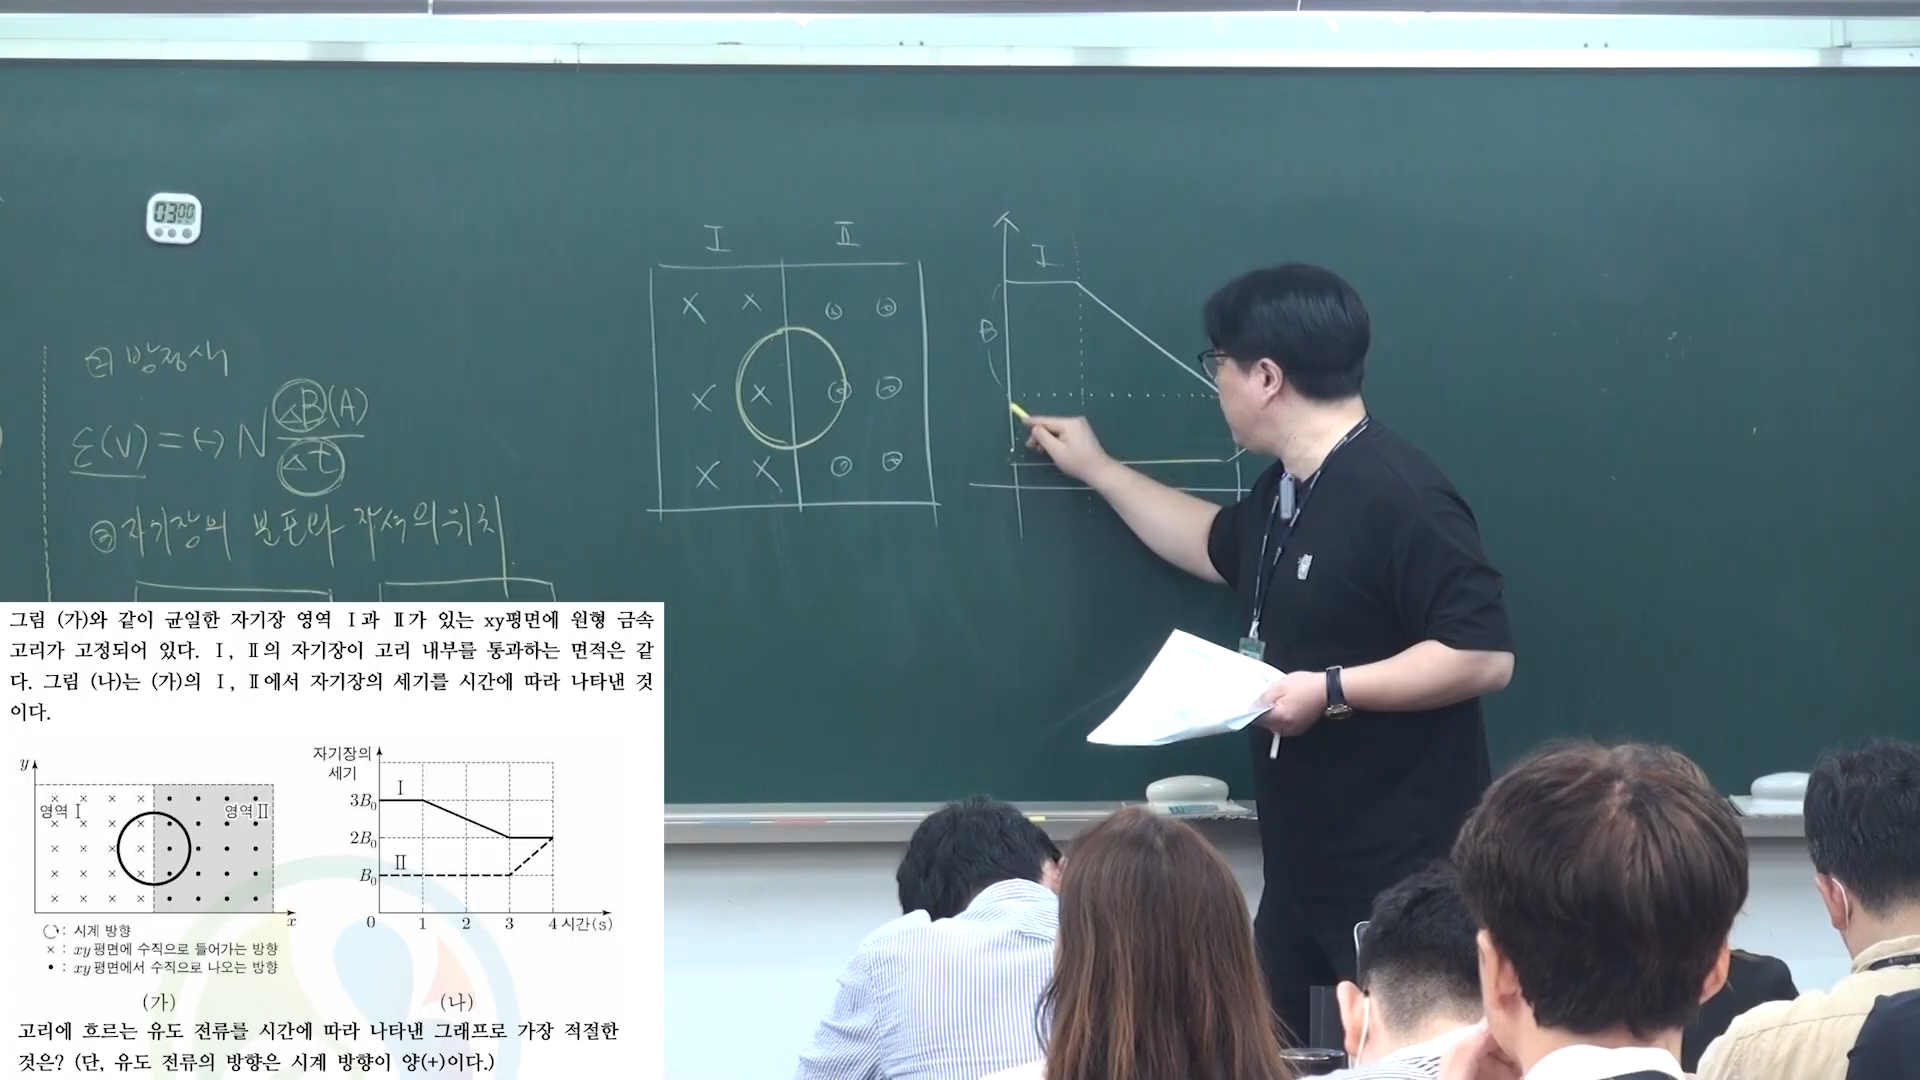 03:00
② 방정식
ε(V) = (-) N ΔB(A)
Δt
③ 자기장의 분포와 자석의 위치
I II
X X ⊙ ⊙
X X ⊙ ⊙
X X ⊙ ⊙
I
B
그림 (가)와 같이 균일한 자기장 영역 Ⅰ과 Ⅱ가 있는 xy평면에 원형 금속
고리가 고정되어 있다. Ⅰ, Ⅱ의 자기장이 고리 내부를 통과하는 면적은 같
다. 그림 (나)는 (가)의 Ⅰ, Ⅱ에서 자기장의 세기를 시간에 따라 나타낸 것
이다.
y
영역 Ⅰ 영역 Ⅱ
x
: 시계 방향
× : xy평면에 수직으로 들어가는 방향
• : xy평면에서 수직으로 나오는 방향
(가)
자기장의
세기
3B₀
2B₀
B₀
Ⅰ
Ⅱ
0 1 2 3 4 시간(s)
(나)
고리에 흐르는 유도 전류를 시간에 따라 나타낸 그래프로 가장 적절한
것은? (단, 유도 전류의 방향은 시계 방향이 양(+)이다.)